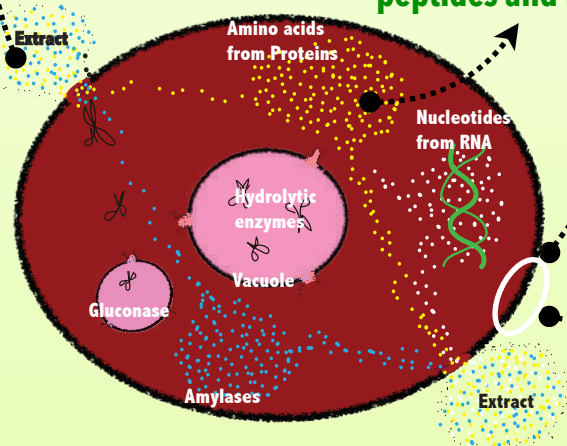 peptides and
Extract
Amino acids
from Proteins
Nucleotides
from RNA
Hydrolytic
enzymes
Vacuole
Gluconase
Amylases
Extract